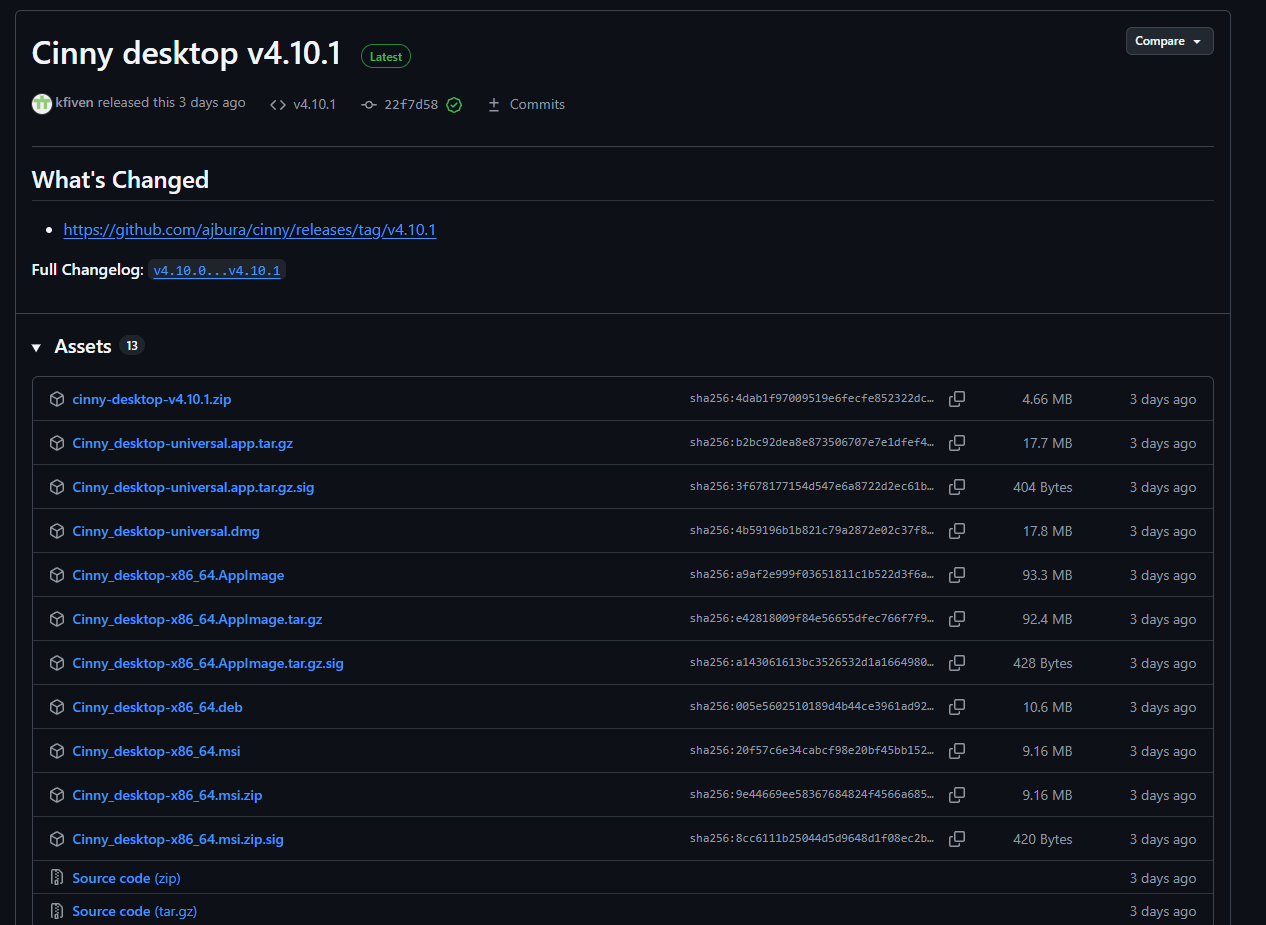 Cinny desktop v4.10.1 Latest Compare
kfiven released this 3 days ago v4.10.1 22f7d58 Commits
What's Changed
https://github.com/ajbura/cinny/releases/tag/v4.10.1
Full Changelog: v4.10.0...v4.10.1
Assets 13
cinny-desktop-v4.10.1.zip sha256:4dab1f97009519e6fecfe852322dc… 4.66 MB 3 days ago
Cinny_desktop-universal.app.tar.gz sha256:b2bc92dea8e873506707e7e1dfef4… 17.7 MB 3 days ago
Cinny_desktop-universal.app.tar.gz.sig sha256:3f678177154d547e6a8722d2ec61b… 404 Bytes 3 days ago
Cinny_desktop-universal.dmg sha256:4b59196b1b821c79a2872e02c37f8… 17.8 MB 3 days ago
Cinny_desktop-x86_64.AppImage sha256:a9af2e999f03651811c1b522d3f6a… 93.3 MB 3 days ago
Cinny_desktop-x86_64.AppImage.tar.gz sha256:e42818009f84e56655dfec766f7f9… 92.4 MB 3 days ago
Cinny_desktop-x86_64.AppImage.tar.gz.sig sha256:a143061613bc3526532d1a1664980… 428 Bytes 3 days ago
Cinny_desktop-x86_64.deb sha256:005e5602510189d4b44ce3961ad92… 10.6 MB 3 days ago
Cinny_desktop-x86_64.msi sha256:20f57c6e34cabcf98e20bf45bb152… 9.16 MB 3 days ago
Cinny_desktop-x86_64.msi.zip sha256:9e44669ee58367684824f4566a685… 9.16 MB 3 days ago
Cinny_desktop-x86_64.msi.zip.sig sha256:8cc6111b25044d5d9648d1f08ec2b… 420 Bytes 3 days ago
Source code (zip) 3 days ago
Source code (tar.gz) 3 days ago